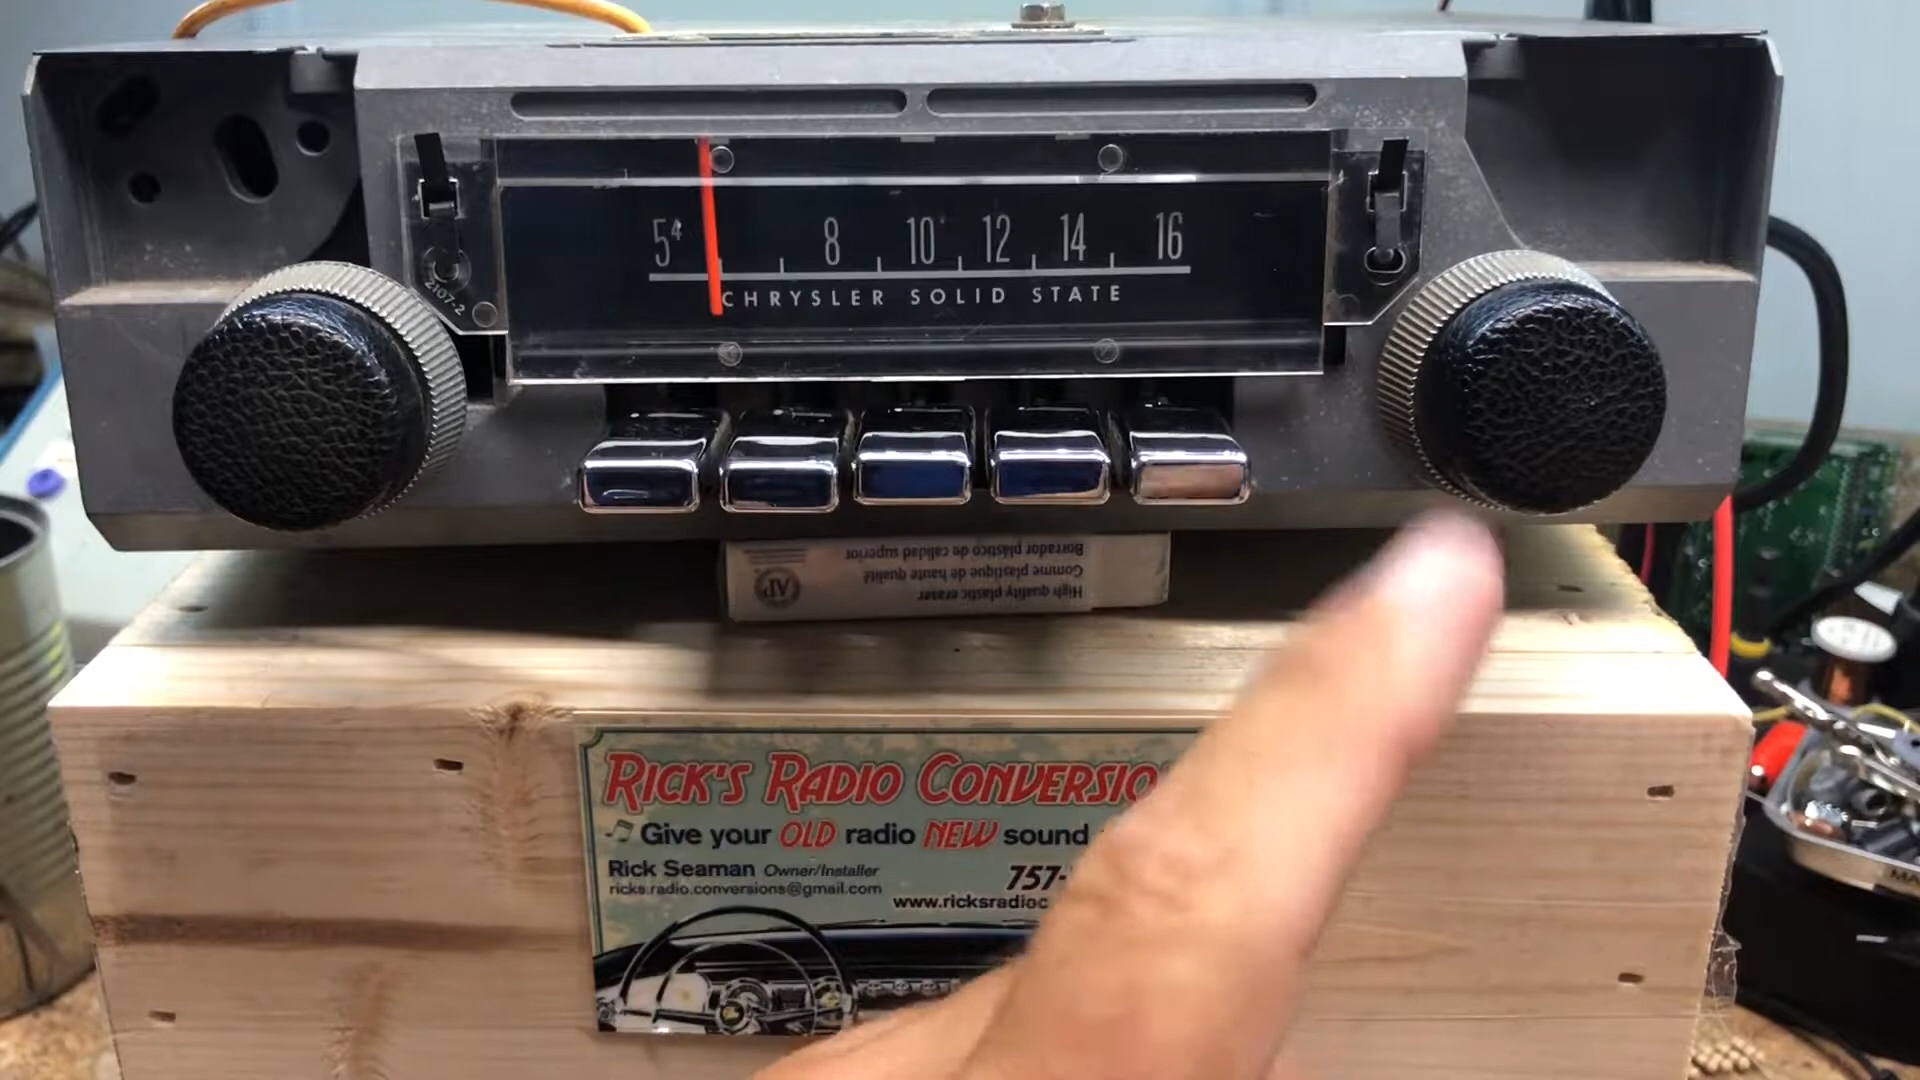 5⁴ 8 10 12 14 16
CHRYSLER SOLID STATE
2107-2
Borrador plástico de calidad superior
Gomme plastique de haute qualité
High quality plastic eraser
AP
RICK'S RADIO CONVERSIO
Give your OLD radio NEW sound
Rick Seaman Owner/Installer
757-
ricks.radio.conversions@gmail.com
www.ricksradioc
MA